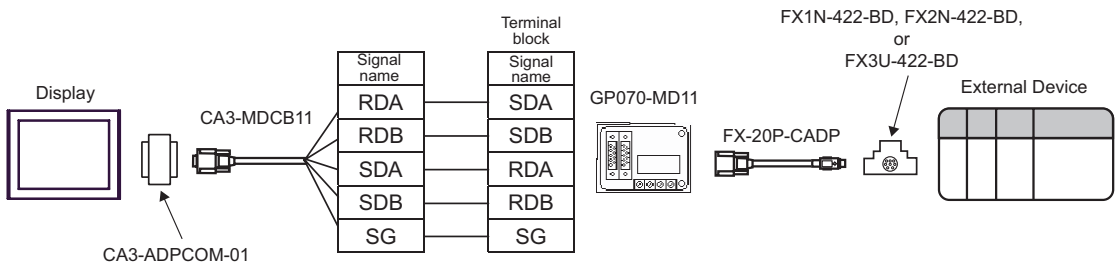 FX1N-422-BD, FX2N-422-BD,
or
FX3U-422-BD
Terminal
block
Display
CA3-MDCB11
Signal
name
Signal
name
GP070-MD11
External Device
RDA
SDA
FX-20P-CADP
RDB
SDB
SDA
RDA
SDB
RDB
SG
SG
CA3-ADPCOM-01